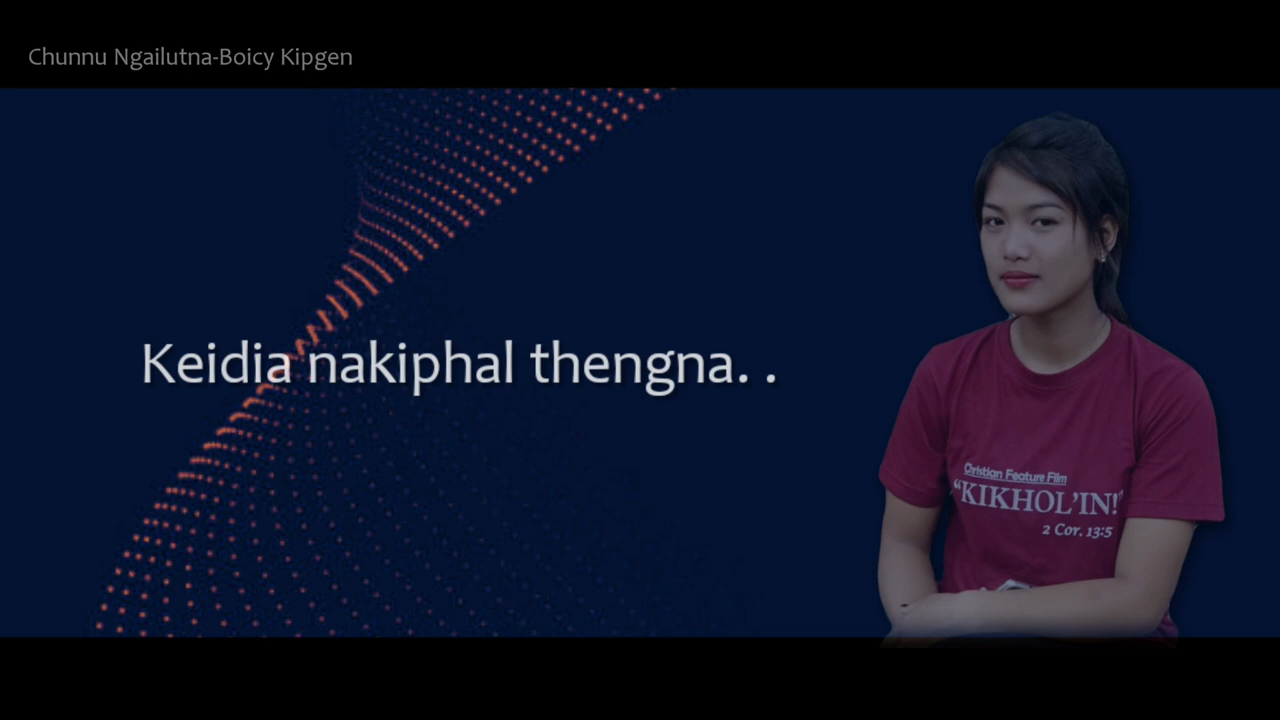 Chunnu Ngailutna-Boicy Kipgen
Keidia nakiphal thengna. .
Christian Feature Film
“KIKHOL’IN!”
2 Cor. 13:5